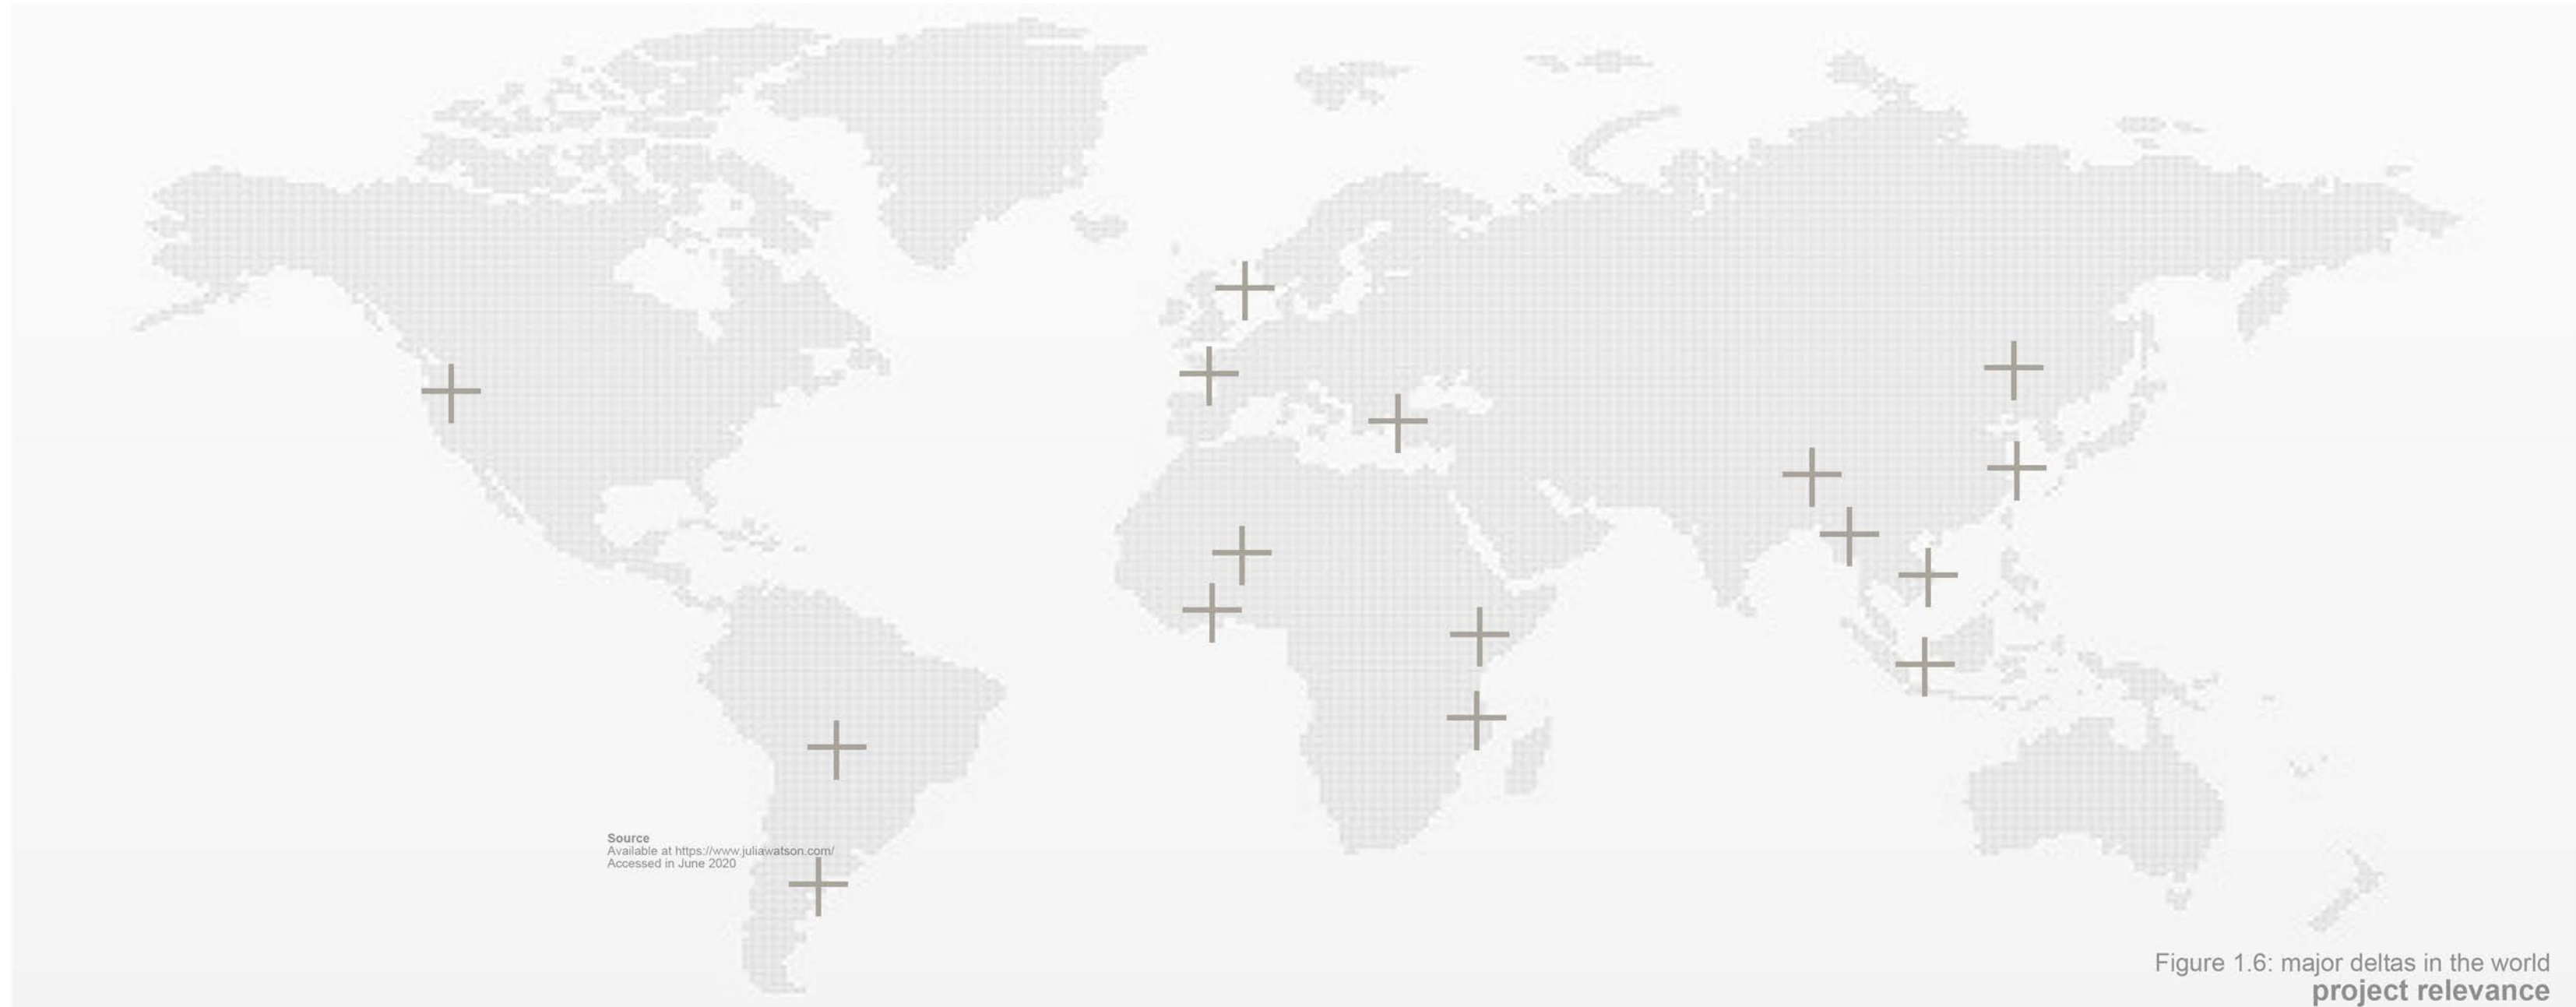 Source
Available at https://www.juliawatson.com/
Accessed in June 2020
Figure 1.6: major deltas in the world
project relevance